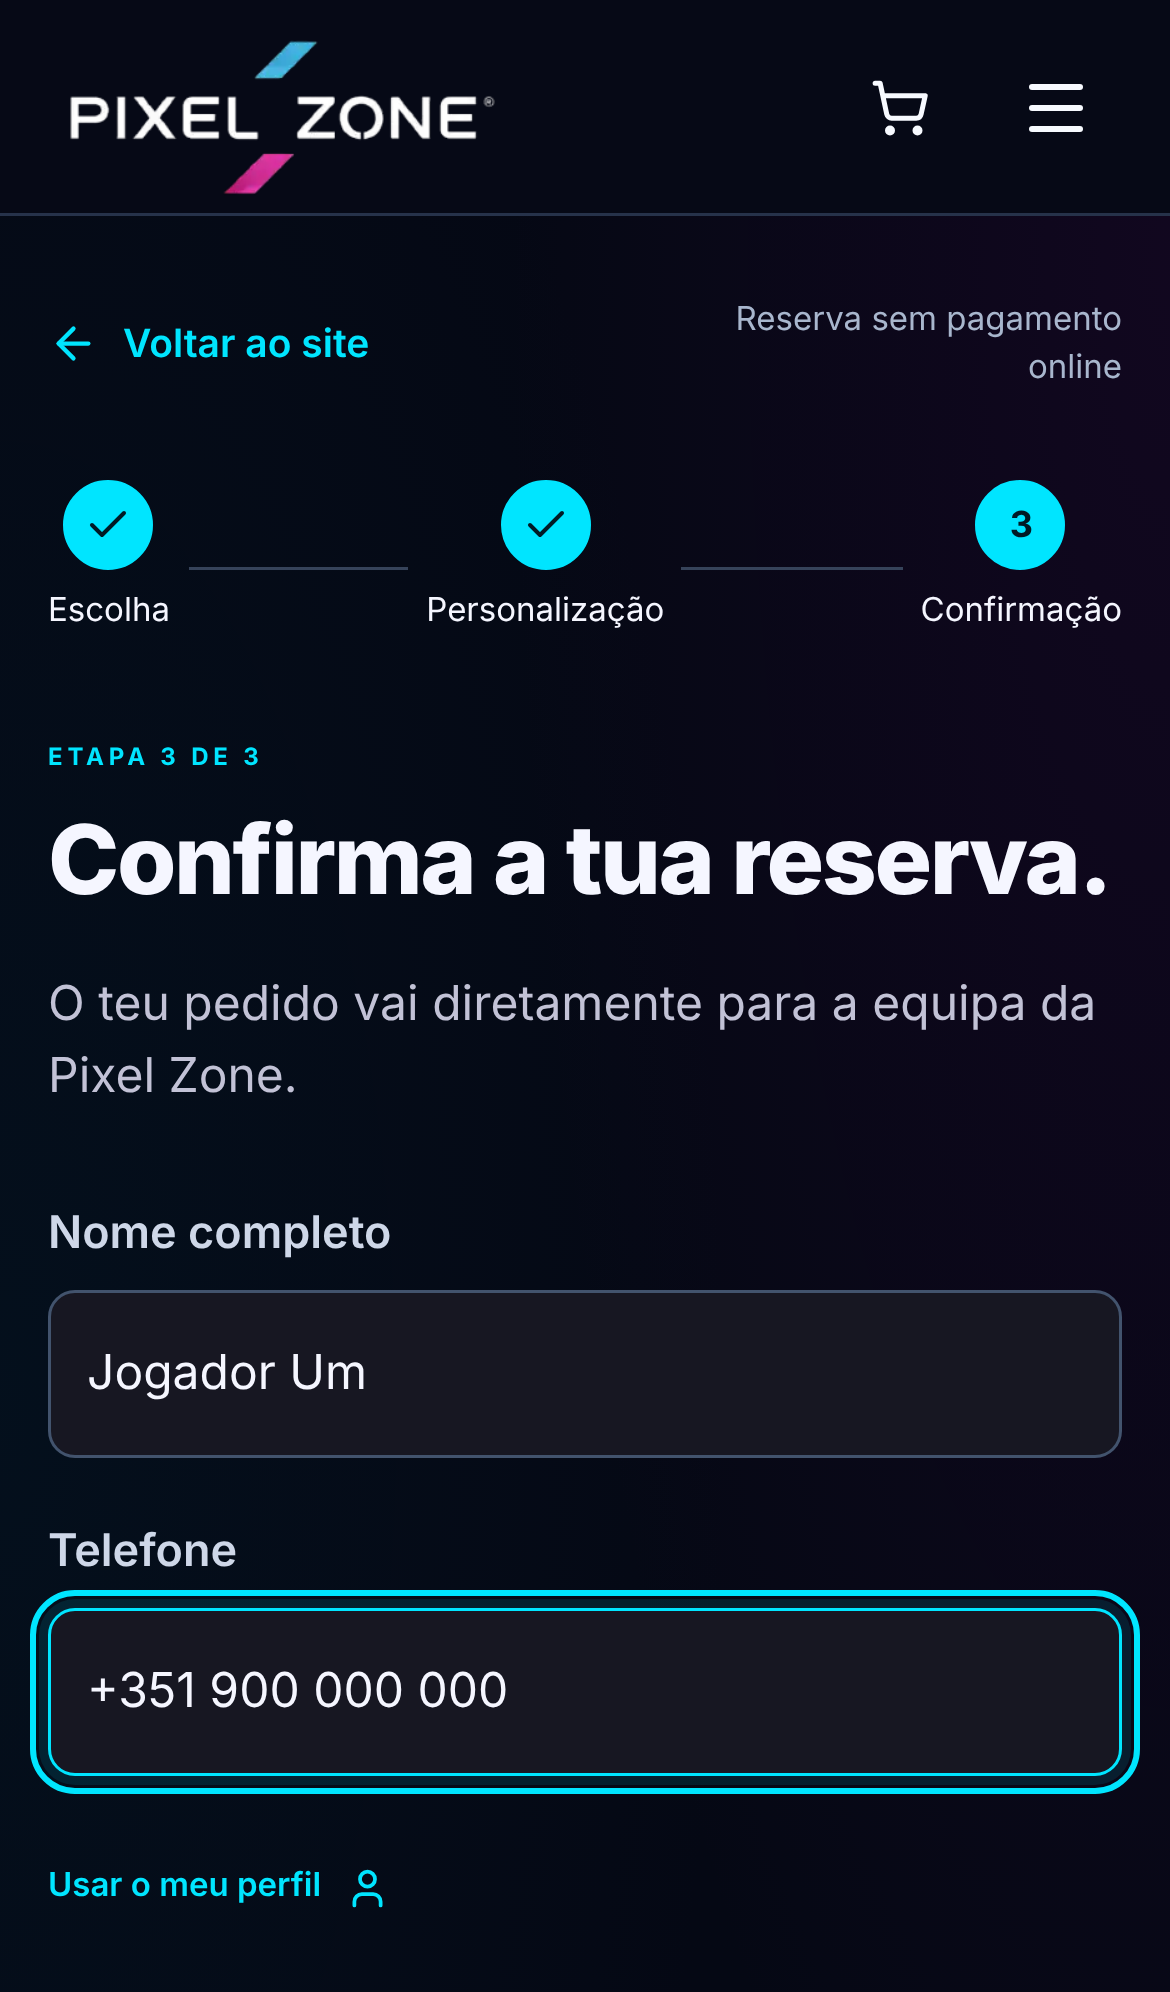 PIXEL ZONE®
Voltar ao site
Reserva sem pagamento
online
3
Escolha
Personalização
Confirmação
ETAPA 3 DE 3
Confirma a tua reserva.
O teu pedido vai diretamente para a equipa da
Pixel Zone.
Nome completo
Jogador Um
Telefone
+351 900 000 000
Usar o meu perfil